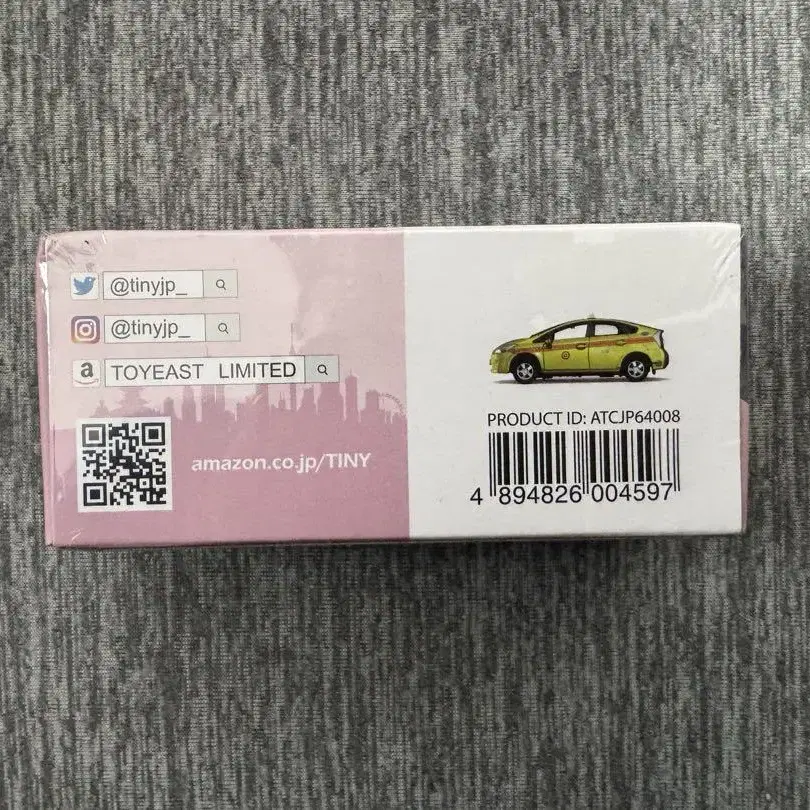 @tinyjp_
@tinyjp_
a TOYEAST LIMITED
amazon.co.jp/TINY
PRODUCT ID: ATCJP64008
4 894826 004597